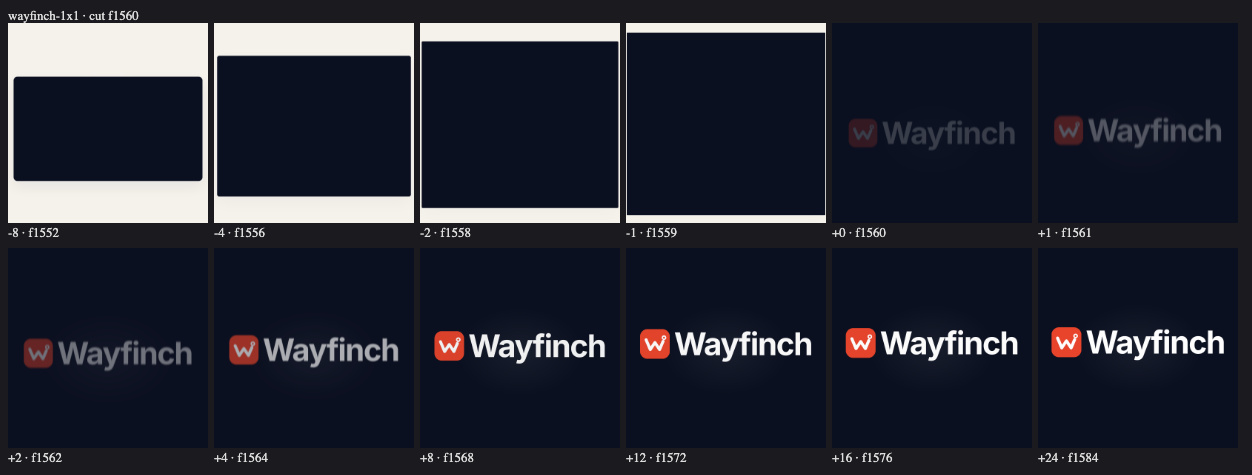 wayfinch-1x1 · cut f1560
-8 · f1552
-4 · f1556
-2 · f1558
-1 · f1559
Wayfinch
+0 · f1560
Wayfinch
+1 · f1561
Wayfinch
+2 · f1562
Wayfinch
+4 · f1564
Wayfinch
+8 · f1568
Wayfinch
+12 · f1572
Wayfinch
+16 · f1576
Wayfinch
+24 · f1584